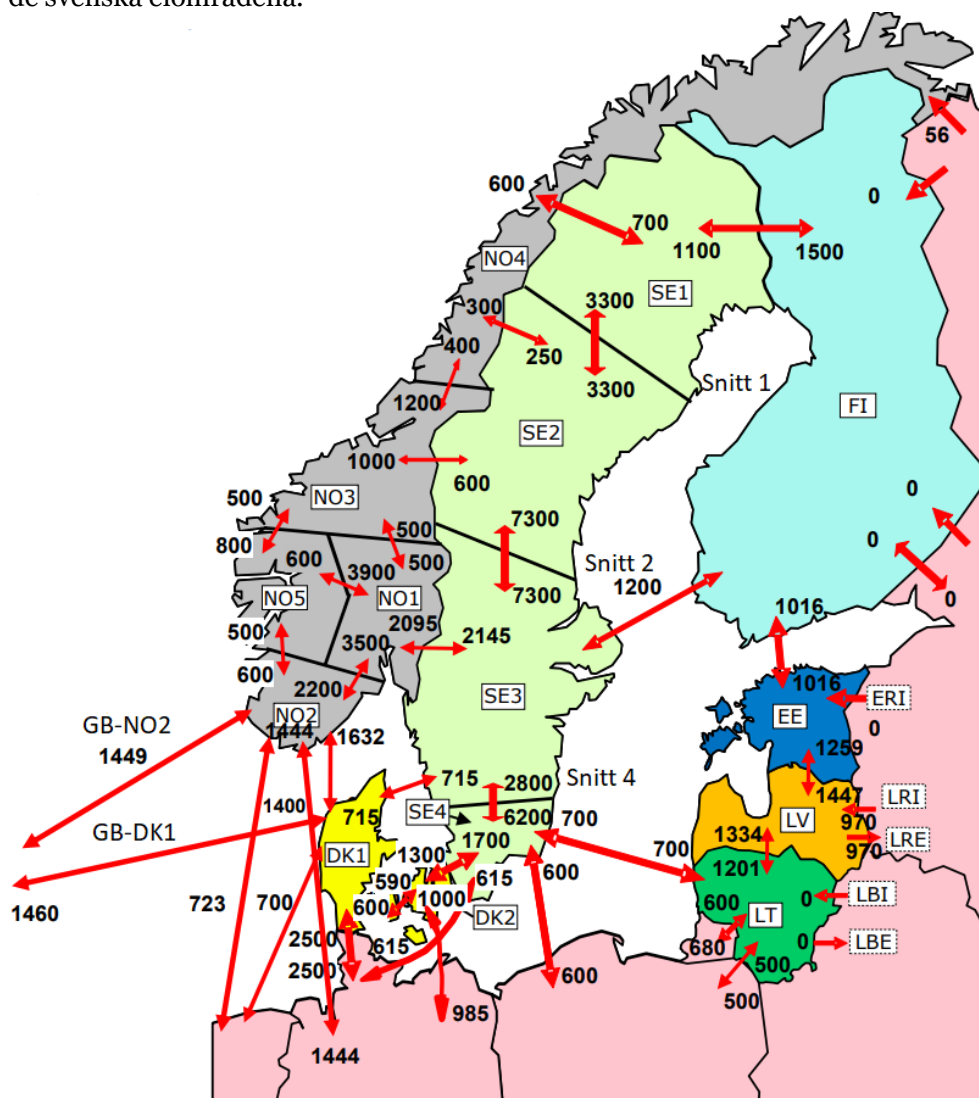 de svenska elområdena.
56
600
0
700
1100
1500
NO4
SE1
300
3300
400
250
Snitt 1
3300
1200
FI
SE2
1000
600
0
500
NO3
7300
500
0
800
600
3900
500
Snitt 2
1200
NO5
NO1
7300
0
1016
2095
500
2145
3500
600
1016
ERI
2200
SE3
NO2
EE
GB-NO2
1444
1632
0
1449
1259
715
2800
Snitt 4
1400
1447
LRI
SE4
715
6200
700
970
GB-DK1
LV
1334
LRE
DK1
1700
700
970
1300
1201
590
615
600
600
1000
600
0
LBI
1460
723
700
DK2
LT
2500
615
680
0
LBE
2500
600
500
500
985
1444